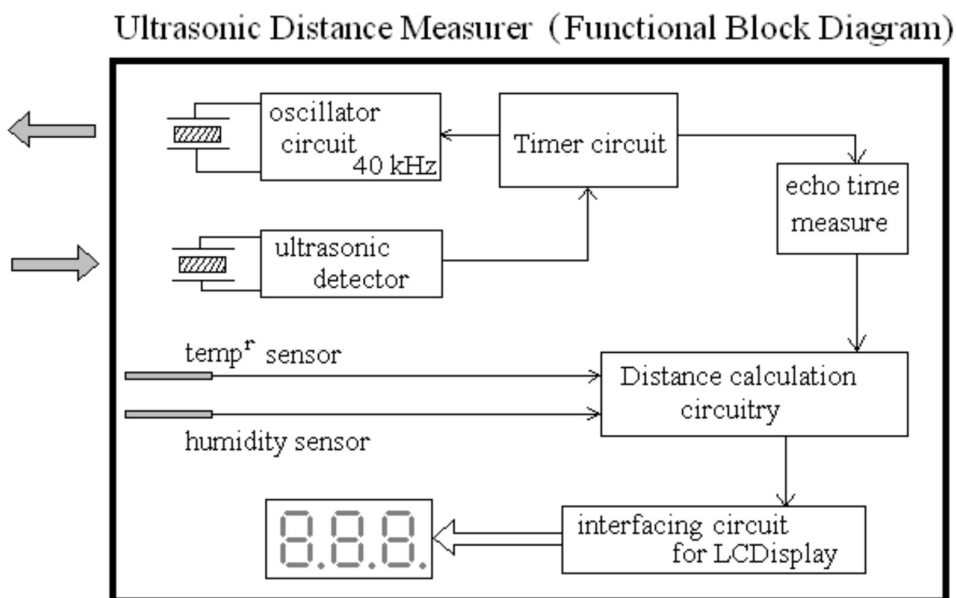 Ultrasonic Distance Measurer (Functional Block Diagram)
oscillator
circuit
40 kHz
Timer circuit
echo time
measure
ultrasonic
detector
tempʳ sensor
Distance calculation
circuitry
humidity sensor
8.8.8.
interfacing circuit
for LCDisplay